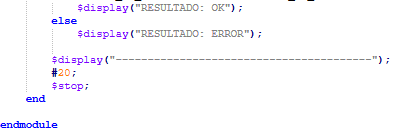 $display("RESULTADO: OK");
else
$display("RESULTADO: ERROR");
$display("----------------------------------------");
#20;
$stop;
end
endmodule